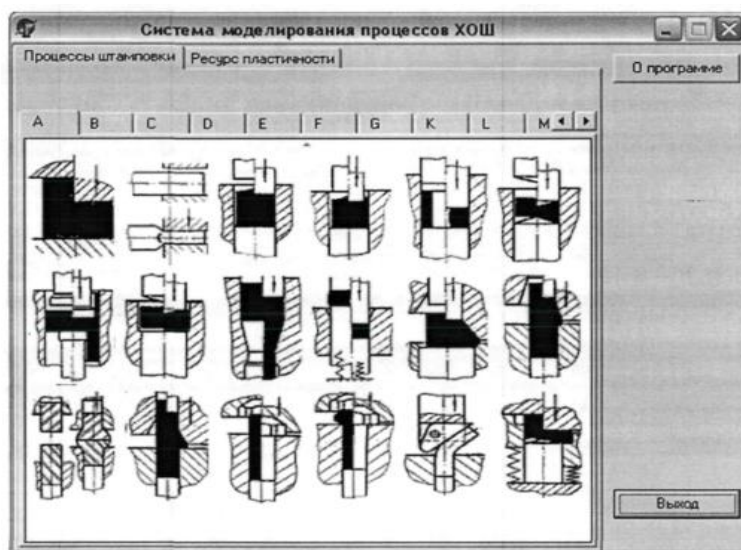 Система моделирования процессов ХОШ
Процессы штамповки Ресурс пластичности
О программе
A B C D E F G K L M
Выход